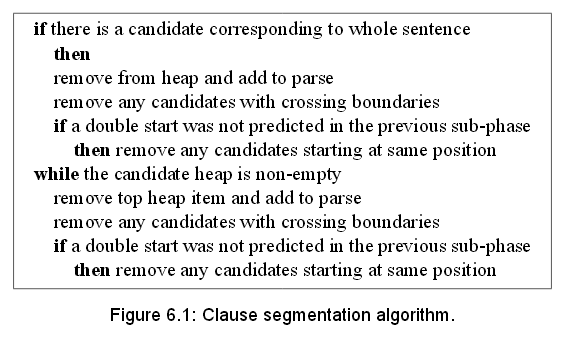 if there is a candidate corresponding to whole sentence
then
remove from heap and add to parse
remove any candidates with crossing boundaries
if a double start was not predicted in the previous sub-phase
then remove any candidates starting at same position
while the candidate heap is non-empty
remove top heap item and add to parse
remove any candidates with crossing boundaries
if a double start was not predicted in the previous sub-phase
then remove any candidates starting at same position
Figure 6.1: Clause segmentation algorithm.